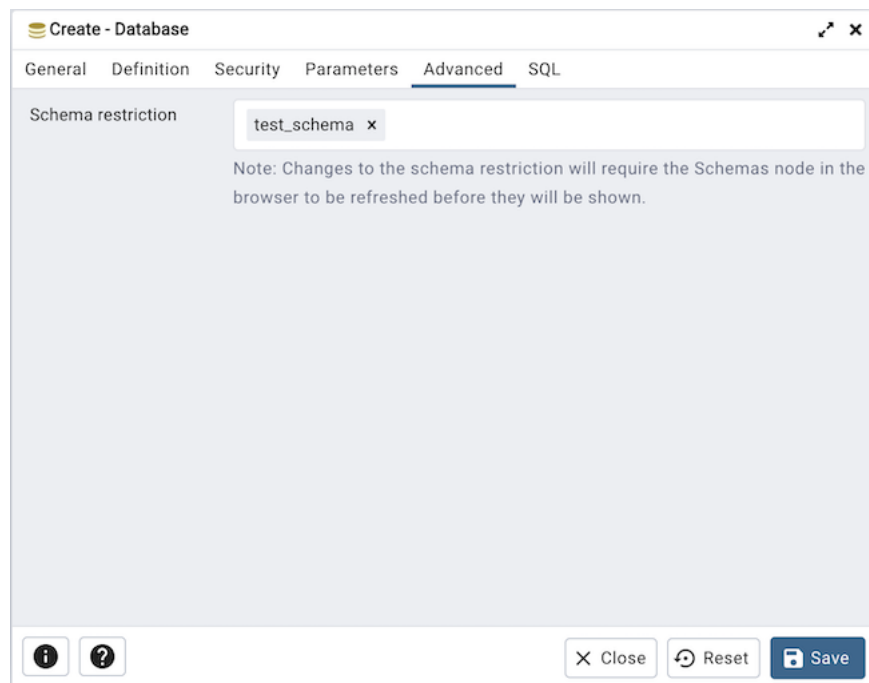 Create - Database
General Definition Security Parameters Advanced SQL
Schema restriction
test_schema
Note: Changes to the schema restriction will require the Schemas node in the
browser to be refreshed before they will be shown.
Close Reset Save